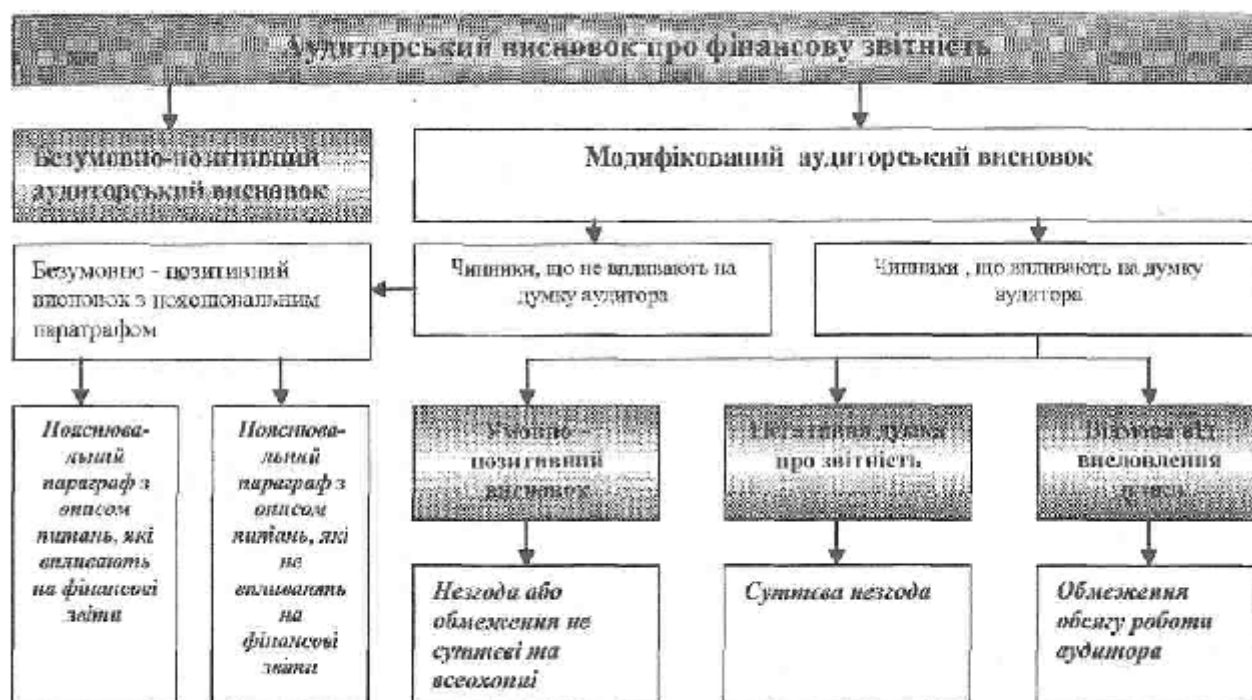 Аудиторський висновок про фінансову звітність
Безумовно-позитивний
аудиторський висновок
Модифікований аудиторський висновок
Безумовно - позитивний
висновок з пояснювальним
параграфом
Чинники, що не впливають на
думку аудитора
Чинники , що впливають на думку
аудитора
Пояснюва-
льний
параграф з
описом
питань, які
впливають
на фінансові
звіти
Пояснюва-
льний
параграф з
описом
питань, які
не
впливають
на
фінансові
звіти
Умовно –
позитивний
висновок
Негативна думка
про звітність
Відмова від
висловлення
думки
Незгода або
обмеження не
суттєві та
всеохопні
Суттєва незгода
Обмеження
обсягу роботи
аудитора